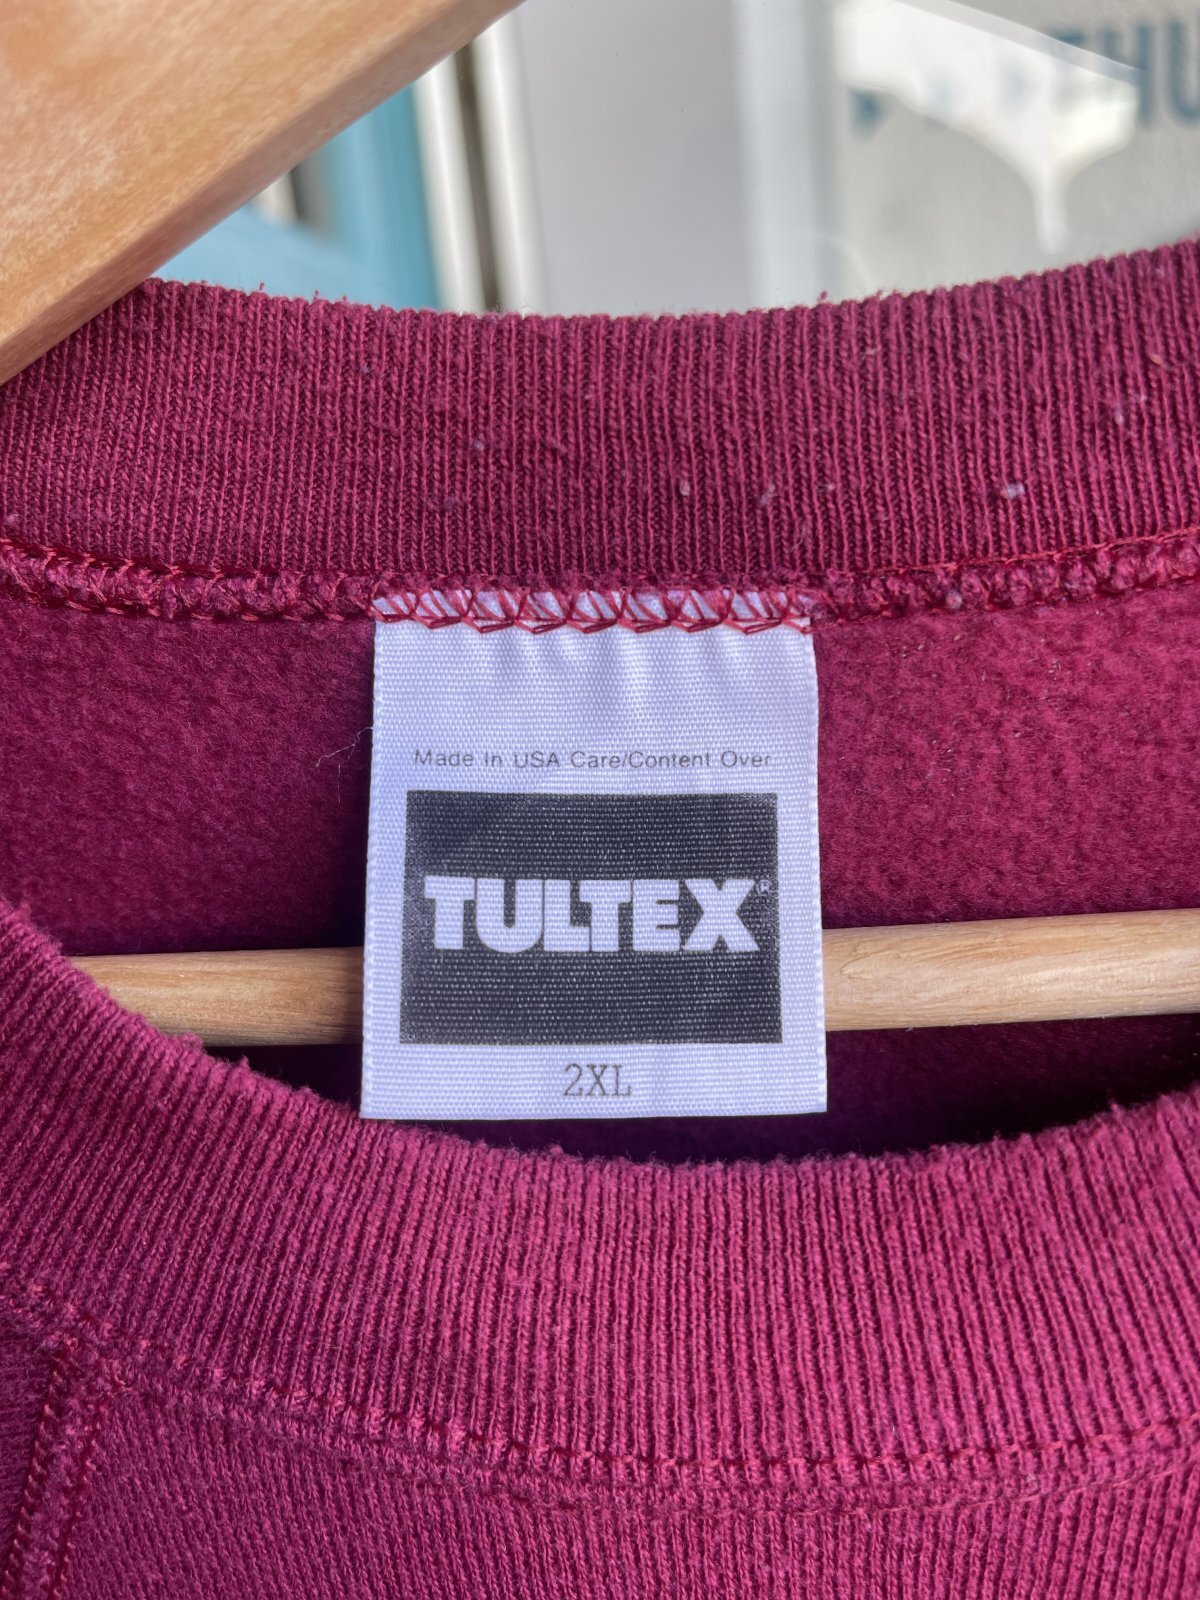 Made In USA Care/Content Over
TULTEX®
2XL